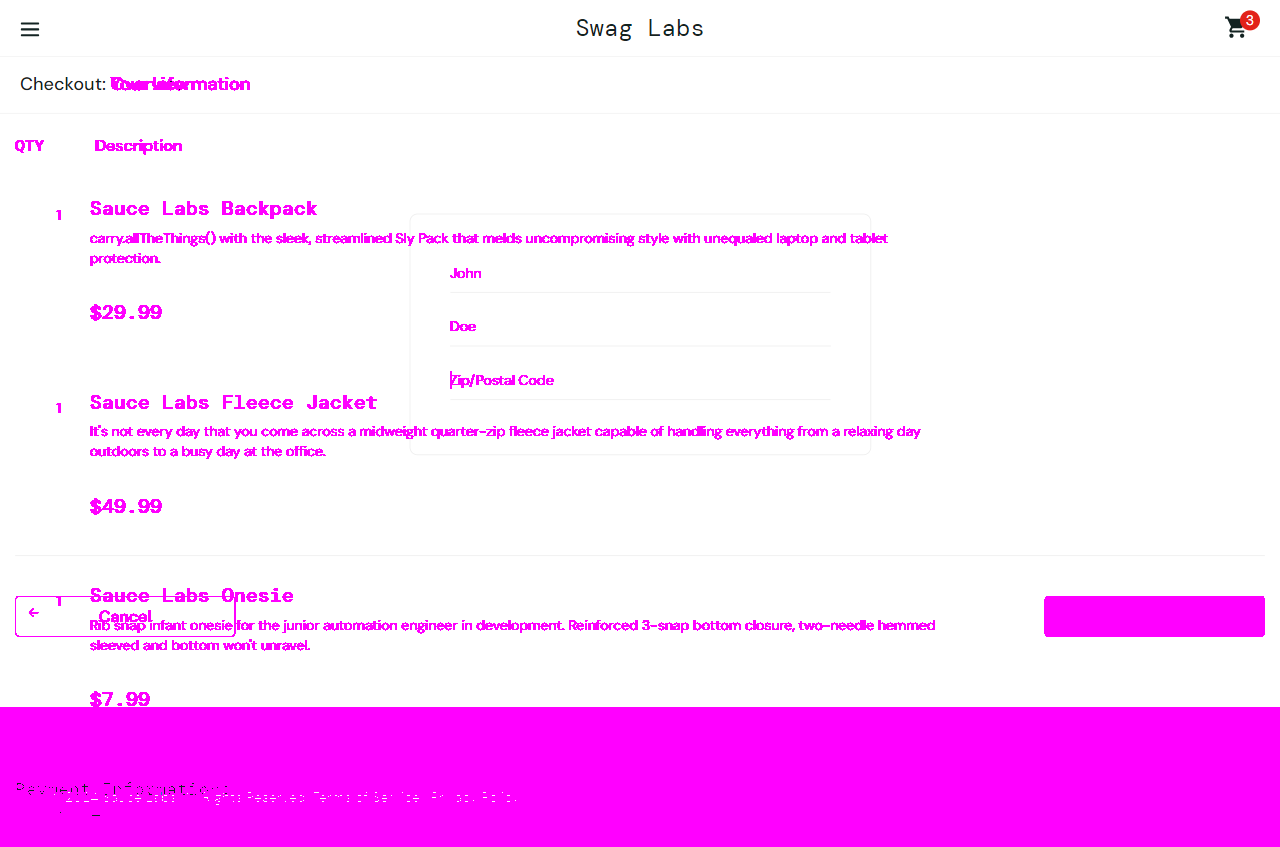 Swag Labs
3
Checkout:
QTY Description
1 Sauce Labs Backpack
carry.allTheThings() with the sleek, streamlined Sly Pack that melds uncompromising style with unequaled laptop and tablet
protection.
John
$29.99
Doe
Zip/Postal Code
1 Sauce Labs Fleece Jacket
It's not every day that you come across a midweight quarter-zip fleece jacket capable of handling everything from a relaxing day
outdoors to a busy day at the office.
$49.99
1 Sauce Labs Onesie
Cancel
Rib snap infant onesie for the junior automation engineer in development. Reinforced 3-snap bottom closure, two-needle hemmed
sleeved and bottom won't unravel.
$7.99
Payment Information: